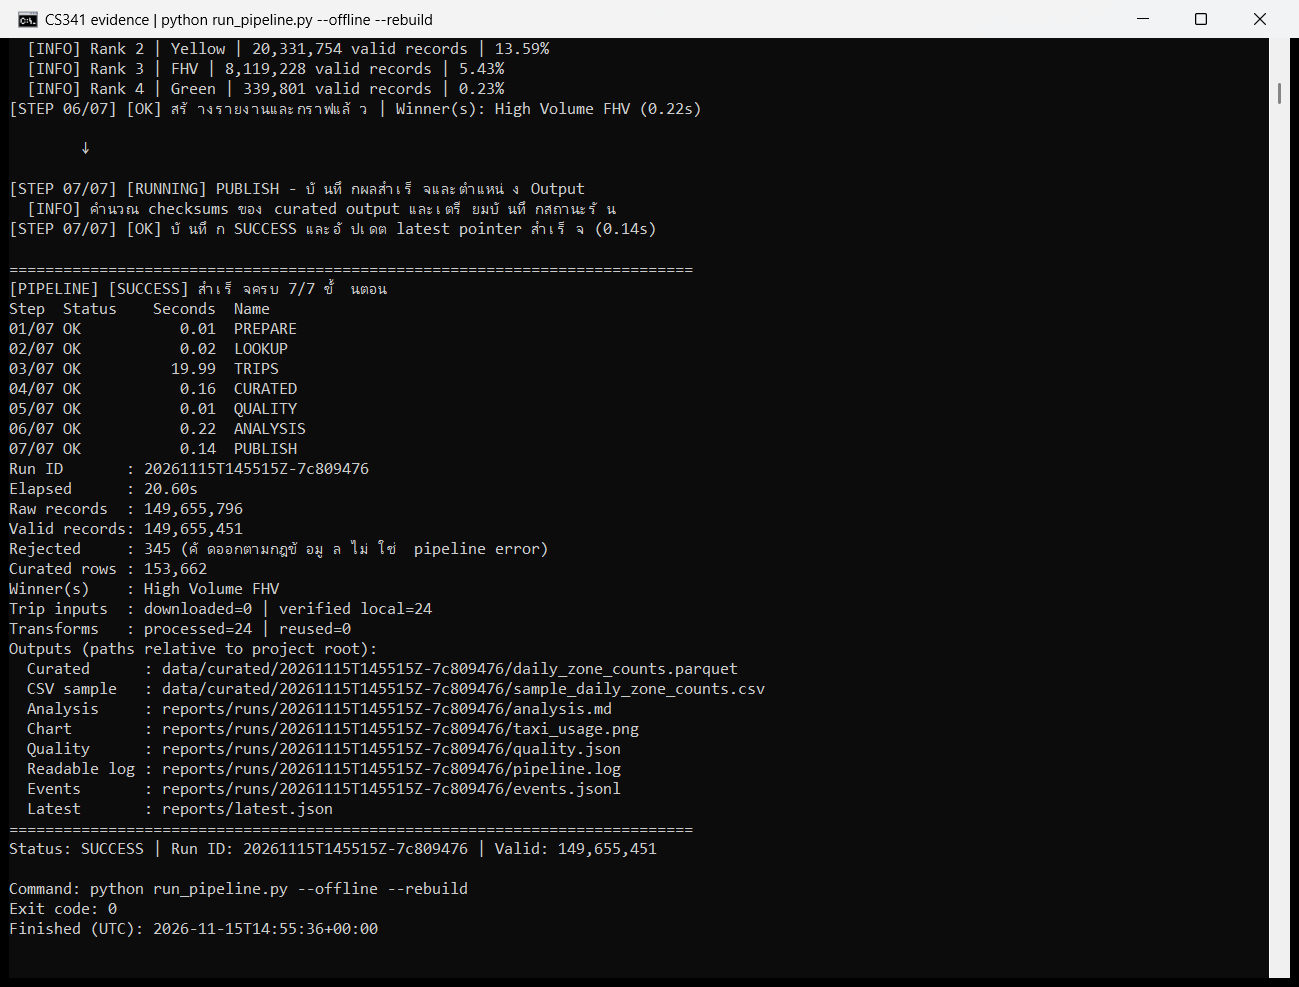 CS341 evidence | python run_pipeline.py --offline --rebuild
[INFO] Rank 2 | Yellow | 20,331,754 valid records | 13.59%
[INFO] Rank 3 | FHV | 8,119,228 valid records | 5.43%
[INFO] Rank 4 | Green | 339,801 valid records | 0.23%
[STEP 06/07] [OK] สร้างรายงานและกราฟแล้ว | Winner(s): High Volume FHV (0.22s)
↓
[STEP 07/07] [RUNNING] PUBLISH - บันทึกผลสำเร็จและตำแหน่ง Output
[INFO] คำนวณ checksums ของ curated output และเตรียมบันทึกสถานะรัน
[STEP 07/07] [OK] บันทึก SUCCESS และอัปเดต latest pointer สำเร็จ (0.14s)
============================================================================
[PIPELINE] [SUCCESS] สำเร็จครบ 7/7 ขั้นตอน
Step  Status    Seconds  Name
01/07 OK           0.01  PREPARE
02/07 OK           0.02  LOOKUP
03/07 OK          19.99  TRIPS
04/07 OK           0.16  CURATED
05/07 OK           0.01  QUALITY
06/07 OK           0.22  ANALYSIS
07/07 OK           0.14  PUBLISH
Run ID       : 20261115T145515Z-7c809476
Elapsed      : 20.60s
Raw records  : 149,655,796
Valid records: 149,655,451
Rejected     : 345 (คัดออกตามกฎข้อมูล ไม่ใช่ pipeline error)
Curated rows : 153,662
Winner(s)    : High Volume FHV
Trip inputs  : downloaded=0 | verified local=24
Transforms   : processed=24 | reused=0
Outputs (paths relative to project root):
Curated      : data/curated/20261115T145515Z-7c809476/daily_zone_counts.parquet
CSV sample   : data/curated/20261115T145515Z-7c809476/sample_daily_zone_counts.csv
Analysis     : reports/runs/20261115T145515Z-7c809476/analysis.md
Chart        : reports/runs/20261115T145515Z-7c809476/taxi_usage.png
Quality      : reports/runs/20261115T145515Z-7c809476/quality.json
Readable log : reports/runs/20261115T145515Z-7c809476/pipeline.log
Events       : reports/runs/20261115T145515Z-7c809476/events.jsonl
Latest       : reports/latest.json
============================================================================
Status: SUCCESS | Run ID: 20261115T145515Z-7c809476 | Valid: 149,655,451
Command: python run_pipeline.py --offline --rebuild
Exit code: 0
Finished (UTC): 2026-11-15T14:55:36+00:00